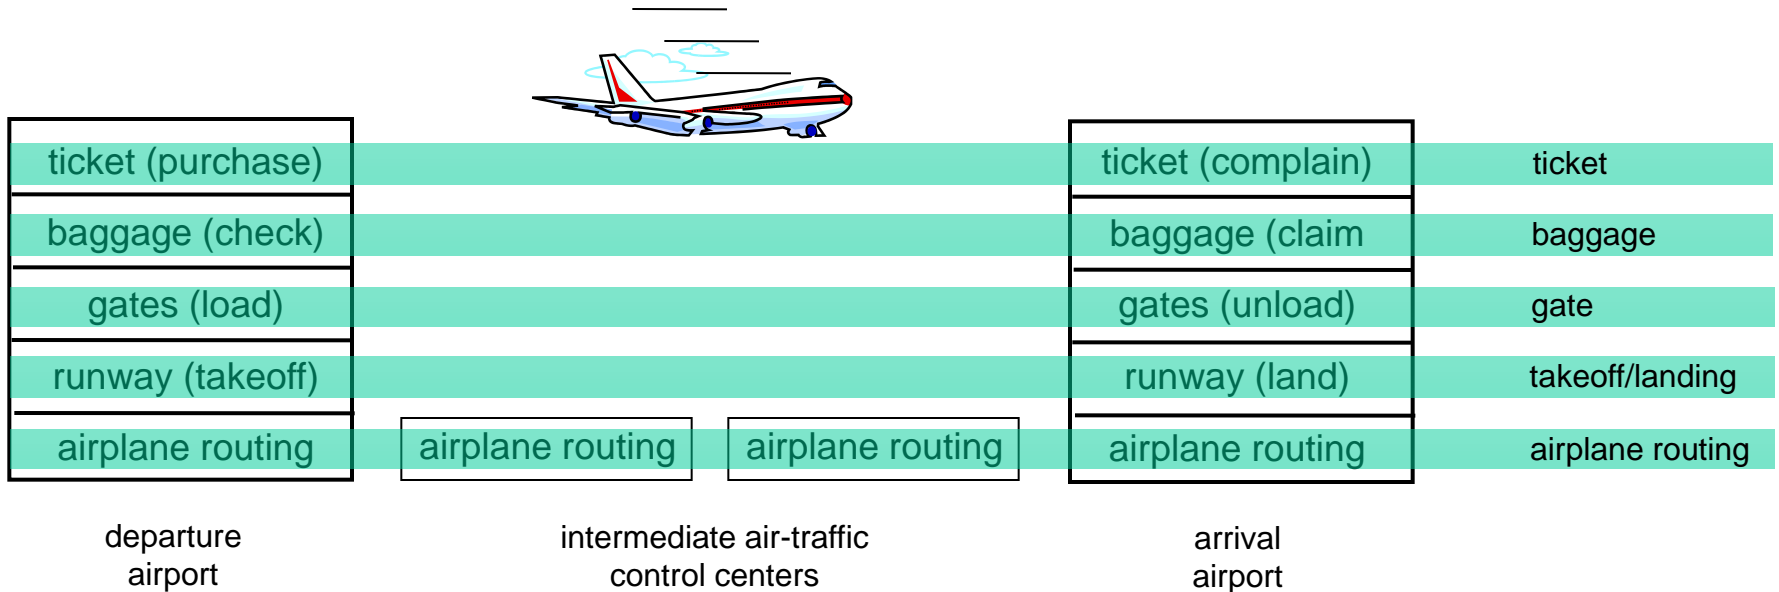 ticket (purchase) ticket (complain) ticket
baggage (check) baggage (claim baggage
gates (load) gates (unload) gate
runway (takeoff) runway (land) takeoff/landing
airplane routing airplane routing airplane routing airplane routing airplane routing
departure
airport
intermediate air-traffic
control centers
arrival
airport